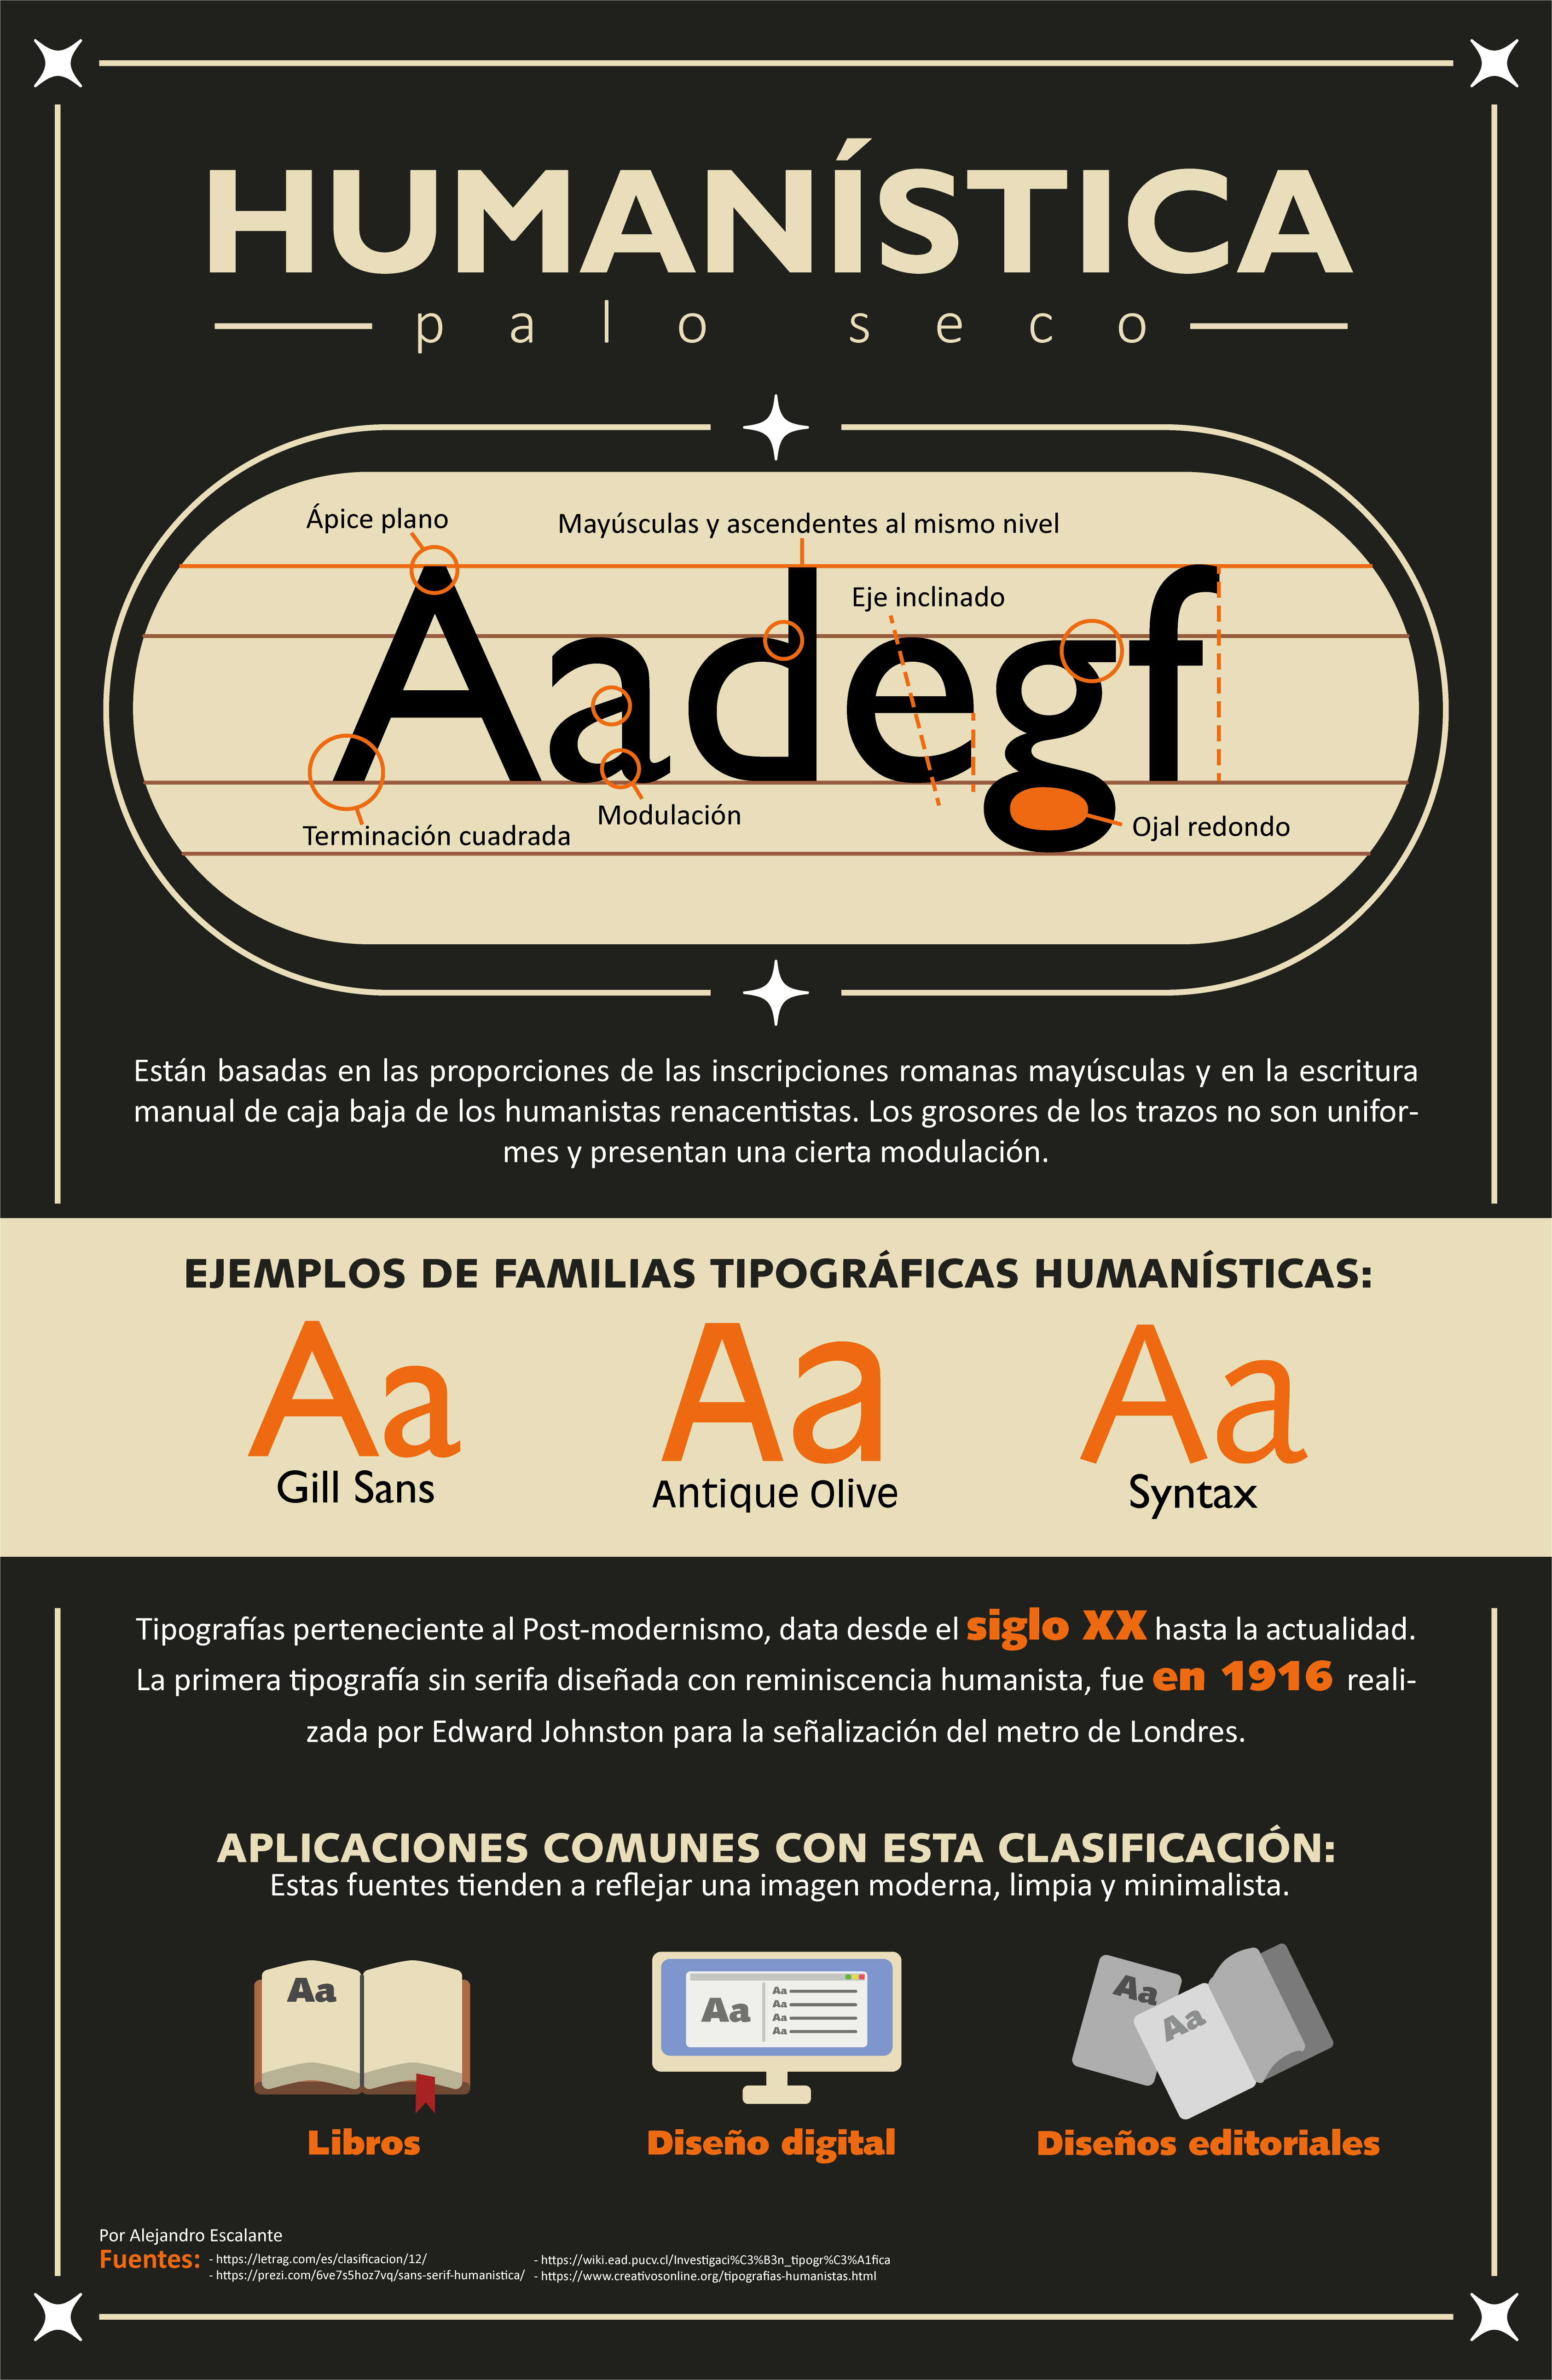 HUMANÍSTICA
palo seco
Ápice plano
Mayúsculas y ascendentes al mismo nivel
Eje inclinado
Aadegf
Modulación
Terminación cuadrada
Ojal redondo
Están basadas en las proporciones de las inscripciones romanas mayúsculas y en la escritura
manual de caja baja de los humanistas renacentistas. Los grosores de los trazos no son unifor-
mes y presentan una cierta modulación.
EJEMPLOS DE FAMILIAS TIPOGRÁFICAS HUMANÍSTICAS:
Aa Aa Aa
Gill Sans Antique Olive Syntax
Tipografías perteneciente al Post-modernismo, data desde el siglo XX hasta la actualidad.
La primera tipografía sin serifa diseñada con reminiscencia humanista, fue en 1916 reali-
zada por Edward Johnston para la señalización del metro de Londres.
APLICACIONES COMUNES CON ESTA CLASIFICACIÓN:
Estas fuentes tienden a reflejar una imagen moderna, limpia y minimalista.
Aa
Aa
Aa
Aa
Aa
Aa
Aa
Aa
Libros Diseño digital Diseños editoriales
Por Alejandro Escalante
Fuentes: - https://letrag.com/es/clasificacion/12/ - https://wiki.ead.pucv.cl/Investigaci%C3%B3n_tipogr%C3%A1fica
- https://prezi.com/6ve7s5hoz7vq/sans-serif-humanistica/ - https://www.creativosonline.org/tipografias-humanistas.html